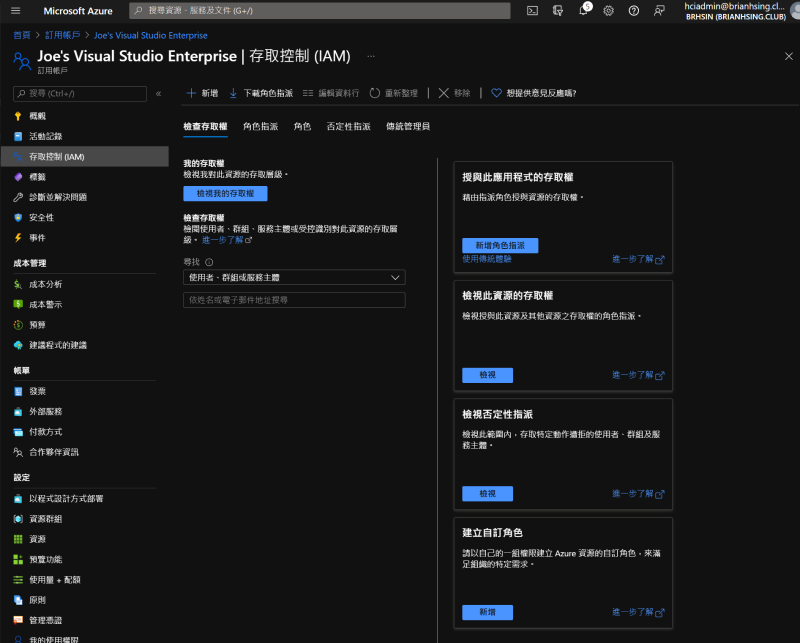 Microsoft Azure
搜尋資源、服務及文件 (G+/)
5
hciadmin@brianhsing.cl...
BRHSIN (BRIANHSING.CLUB)
首頁 > 訂用帳戶 > Joe's Visual Studio Enterprise
Joe's Visual Studio Enterprise | 存取控制 (IAM) ...
訂用帳戶
搜尋 (Ctrl+/)
«
概觀
活動記錄
存取控制 (IAM)
標籤
診斷並解決問題
安全性
事件
成本管理
成本分析
成本警示
預算
建議程式的建議
帳單
發票
外部服務
付款方式
合作夥伴資訊
設定
以程式設計方式部署
資源群組
資源
預覽功能
使用量 + 配額
原則
管理憑證
我的使用權限
新增
下載角色指派
編輯資料行
重新整理
移除
想提供意見反應嗎?
檢查存取權
角色指派
角色
否定性指派
傳統管理員
我的存取權
檢視我對此資源的存取層級。
檢視我的存取權
檢查存取權
檢閱使用者、群組、服務主體或受控識別對此資源的存取層
級。 進一步了解
尋找
使用者、群組或服務主體
依姓名或電子郵件地址搜尋
授與此應用程式的存取權
藉由指派角色授與資源的存取權。
新增角色指派
使用傳統體驗
進一步了解
檢視此資源的存取權
檢視授與此資源及其他資源之存取權的角色指派。
檢視
進一步了解
檢視否定性指派
檢視此範圍內，存取特定動作遭拒的使用者、群組及服
務主體。
檢視
進一步了解
建立自訂角色
請以自己的一組權限建立 Azure 資源的自訂角色，來滿
足組織的特定需求。
新增
進一步了解